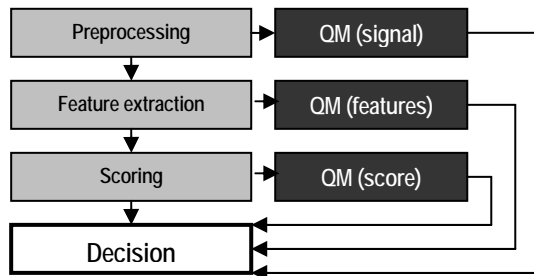 Preprocessing
QM (signal)
Feature extraction
QM (features)
Scoring
QM (score)
Decision